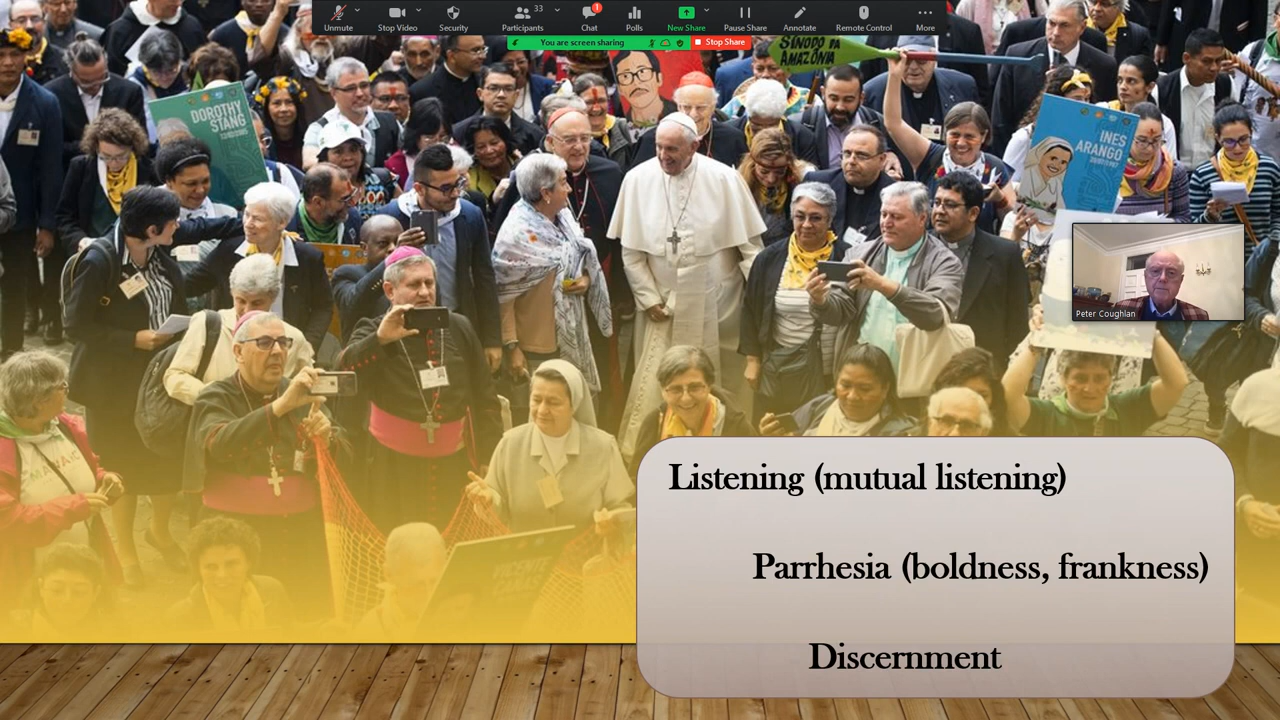 Unmute
Stop Video
Security
Participants
33
Chat
1
Polls
New Share
Pause Share
Annotate
Remote Control
More
You are screen sharing
Stop Share
SÍNODO DA
AMAZÔNIA
DOROTHY
STANG
INES
ARANGO
Peter Coughlan
Listening (mutual listening)
Parrhesia (boldness, frankness)
Discernment